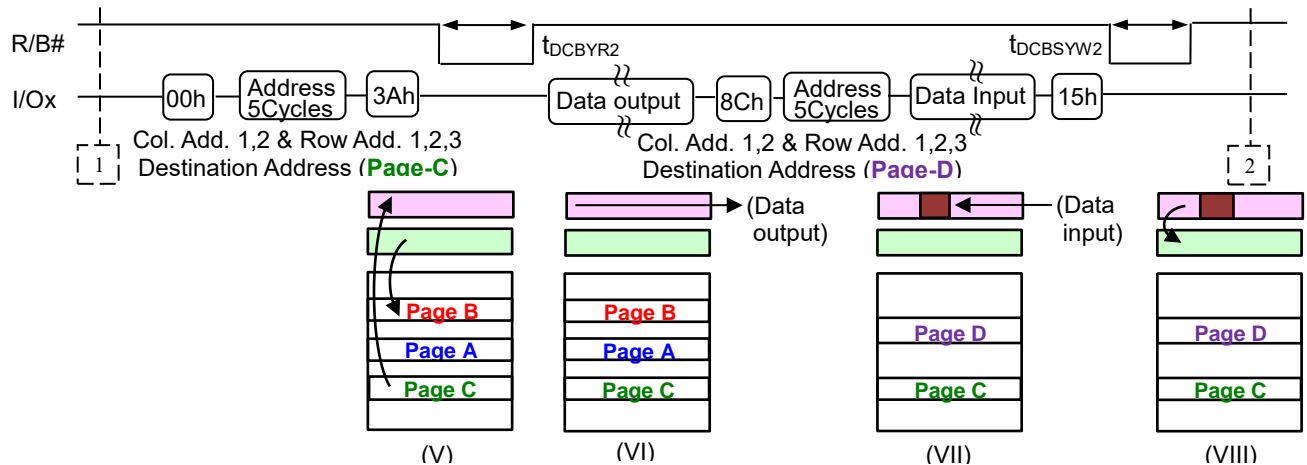 R/B#
tDCBYR2
tDCBSYW2
I/Ox
00h
Address
5Cycles
3Ah
Data output
8Ch
Address
5Cycles
Data Input
15h
Col. Add. 1,2 & Row Add. 1,2,3
Destination Address (Page-C)
Col. Add. 1,2 & Row Add. 1,2,3
Destination Address (Page-D)
1
2
(Data
output)
(Data
input)
Page B
Page A
Page C
Page B
Page A
Page C
Page D
Page C
Page D
Page C
(V)
(VI)
(VII)
(VIII)